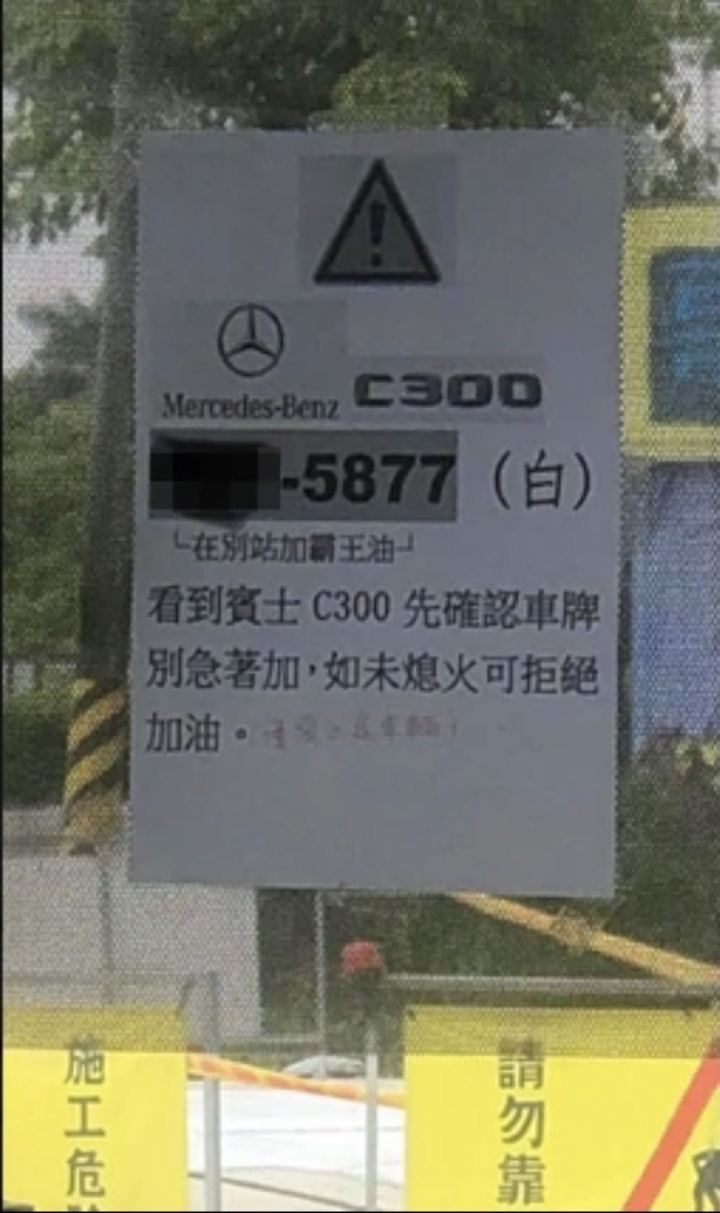 Mercedes-Benz C300
-5877 (白)
└在別站加霸王油┘
看到賓士 C300 先確認車牌
別急著加,如未熄火可拒絕
加油。
施工危
請勿靠